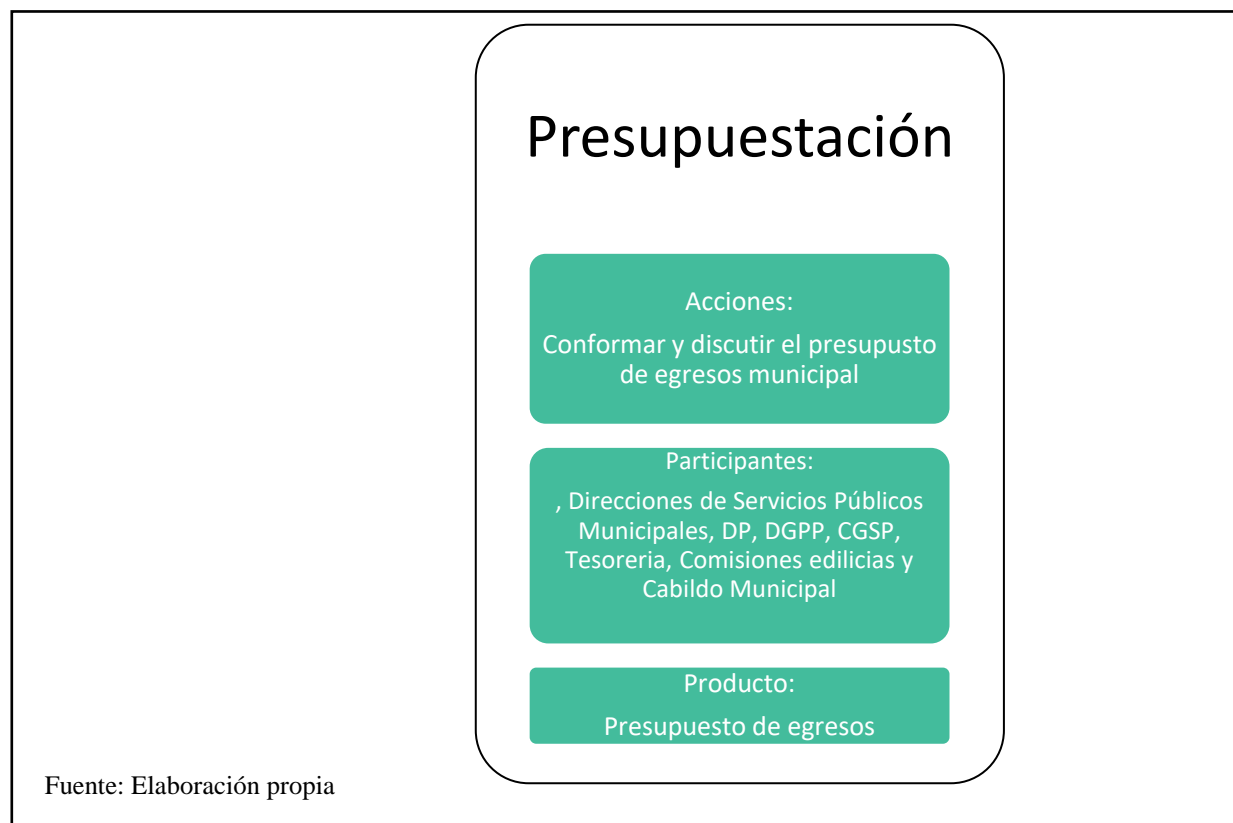 Presupuestación
Acciones:
Conformar y discutir el presupusto
de egresos municipal
Participantes:
, Direcciones de Servicios Públicos
Municipales, DP, DGPP, CGSP,
Tesoreria, Comisiones edilicias y
Cabildo Municipal
Producto:
Presupuesto de egresos
Fuente: Elaboración propia